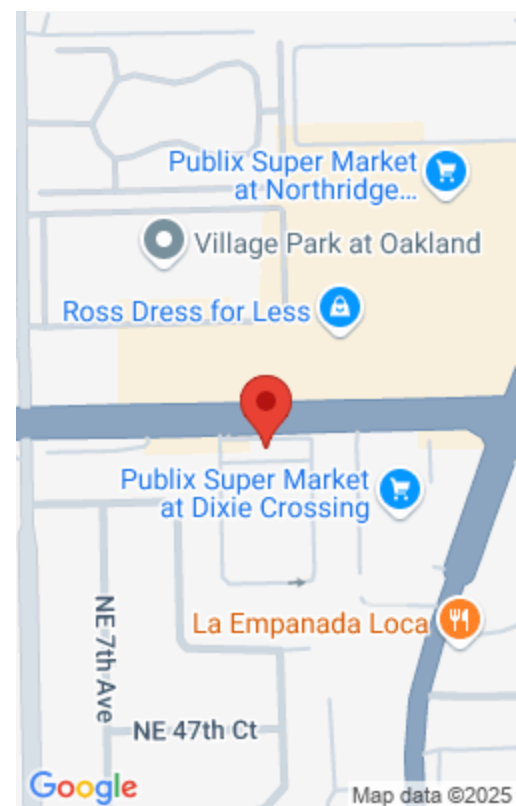 Publix Super Market
at Northridge...
Village Park at Oakland
Ross Dress for Less
Publix Super Market
at Dixie Crossing
NE 7th Ave
La Empanada Loca
NE 47th Ct
Google
Map data ©2025